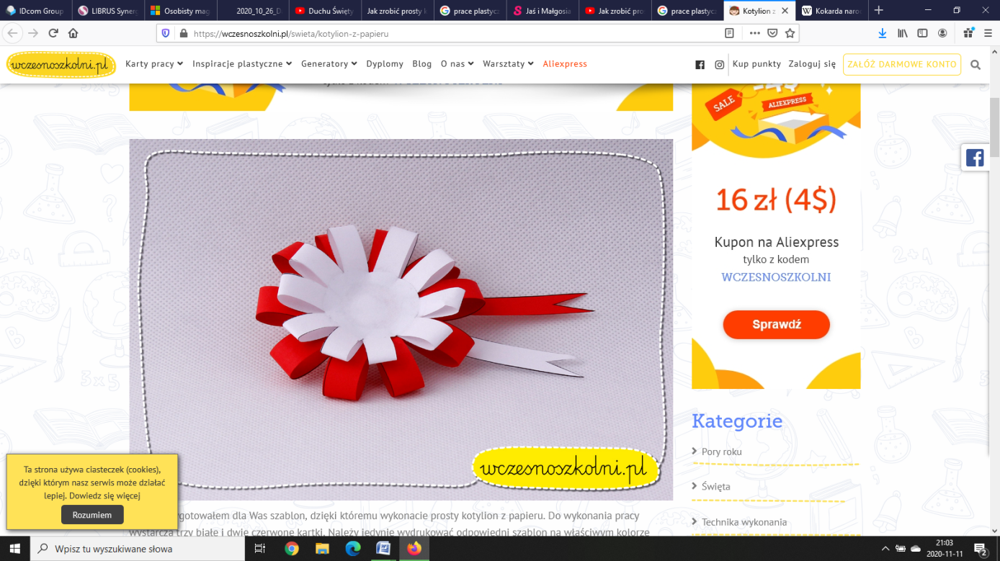 IDcom Group
LIBRUS Synerg
Osobisty mag
2020_10_26_D
Duchu Święty
Jak zrobić prosty k
prace plastycz
Jaś i Małgosia
Jak zrobić pro
prace plastycz
Kotylion z
Kokarda naro
https://wczesnoszkolni.pl/swieta/kotylion-z-papieru
wczesnoszkolni.pl
Karty pracy
Inspiracje plastyczne
Generatory
Dyplomy
Blog
O nas
Warsztaty
Aliexpress
Kup punkty
Zaloguj się
ZAŁÓŻ DARMOWE KONTO
-4$
SALE
ALIEXPRESS
16 zł (4$)
Kupon na Aliexpress
tylko z kodem
WCZESNOSZKOLNI
Sprawdź
wczesnoszkolni.pl
Kategorie
Pory roku
Święta
Technika wykonania
Ta strona używa ciasteczek (cookies),
dzięki którym nasz serwis może działać
lepiej. Dowiedz się więcej
Rozumiem
ygotowałem dla Was szablon, dzięki któremu wykonacie prosty kotylion z papieru. Do wykonania pracy
wystarczą trzy białe i dwie czerwone kartki. Należy jedynie wydrukować odpowiedni szablon na właściwym kolorze
Wpisz tu wyszukiwane słowa
21:03
2020-11-11
2